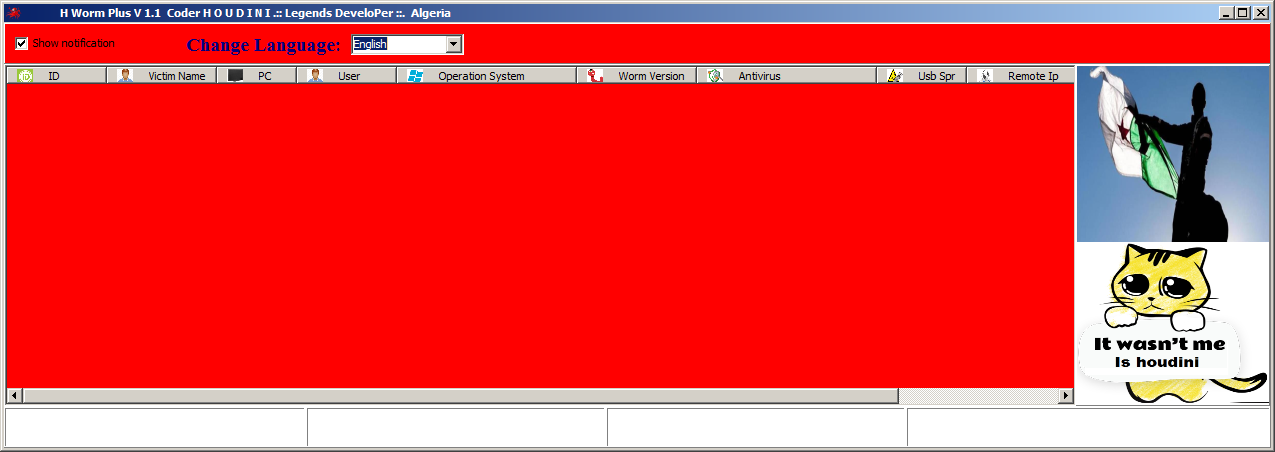 H Worm Plus V 1.1 Coder H O U D I N I .:: Legends DeveloPer ::. Algeria
Show notification
Change Language:
English
ID Victim Name PC User Operation System Worm Version Antivirus Usb Spr Remote Ip
It wasn't me
Is houdini